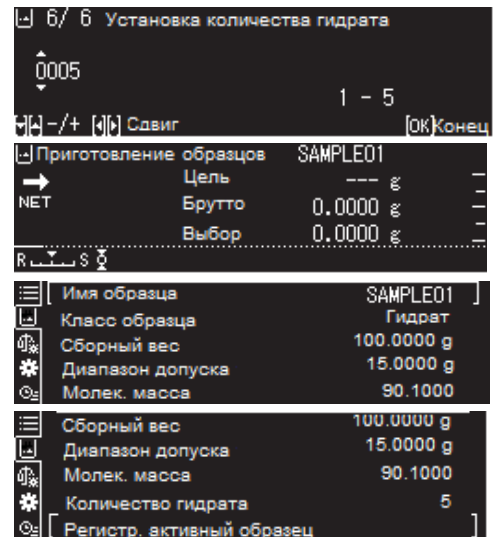 6/ 6 Установка количества гидрата
0005
1 - 5
-/+ Сдвиг [OK]Конец
Приготовление образцов SAMPLE01
Цель --- g
NET
Брутто 0.0000 g
Выбор 0.0000 g
R S
[ Имя образца SAMPLE01 ]
Класс образца Гидрат
Сборный вес 100.0000 g
Диапазон допуска 15.0000 g
Молек. масса 90.1000
Сборный вес 100.0000 g
Диапазон допуска 15.0000 g
Молек. масса 90.1000
Количество гидрата 5
[ Регистр. активный образец ]